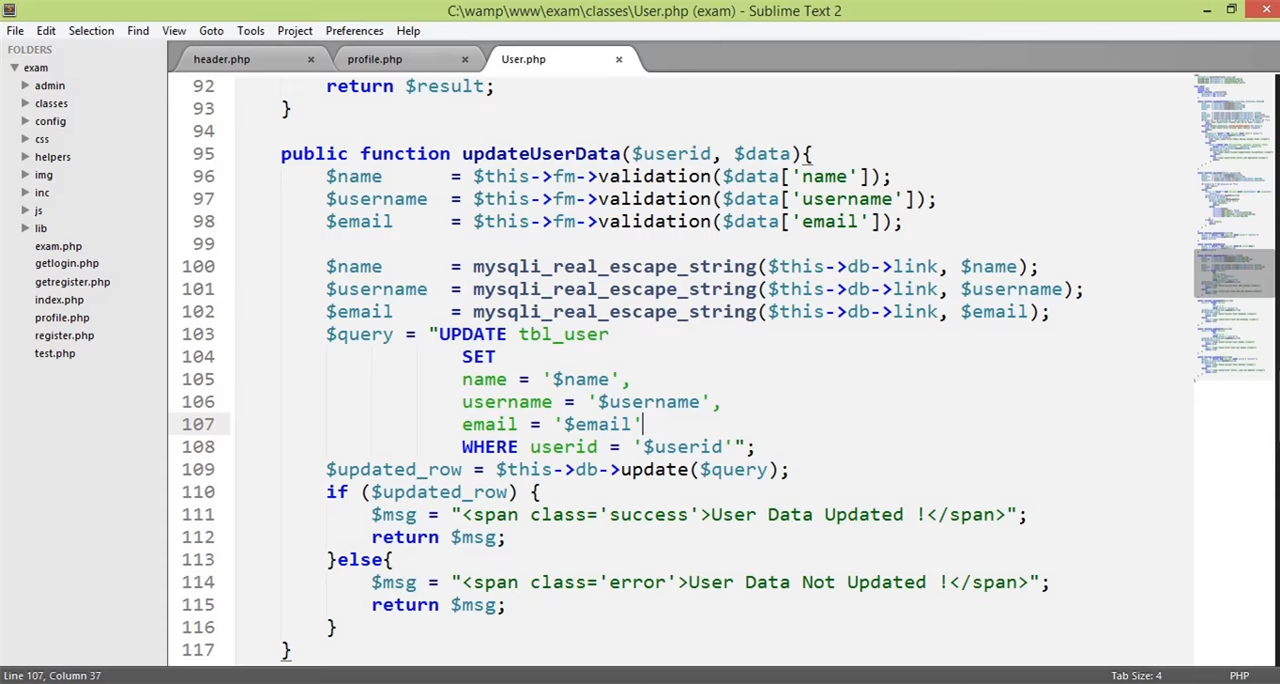 C:\wamp\www\exam\classes\User.php (exam) - Sublime Text 2
File Edit Selection Find View Goto Tools Project Preferences Help
FOLDERS
exam
admin
classes
config
css
helpers
img
inc
js
lib
exam.php
getlogin.php
getregister.php
index.php
profile.php
register.php
test.php
header.php × profile.php × User.php ×
92 return $result;
93 }
94
95 public function updateUserData($userid, $data){
96 $name = $this->fm->validation($data['name']);
97 $username = $this->fm->validation($data['username']);
98 $email = $this->fm->validation($data['email']);
99
100 $name = mysqli_real_escape_string($this->db->link, $name);
101 $username = mysqli_real_escape_string($this->db->link, $username);
102 $email = mysqli_real_escape_string($this->db->link, $email);
103 $query = "UPDATE tbl_user
104 SET
105 name = '$name',
106 username = '$username',
107 email = '$email'
108 WHERE userid = '$userid'";
109 $updated_row = $this->db->update($query);
110 if ($updated_row) {
111 $msg = "<span class='success'>User Data Updated !</span>";
112 return $msg;
113 }else{
114 $msg = "<span class='error'>User Data Not Updated !</span>";
115 return $msg;
116 }
117 }
Line 107, Column 37 Tab Size: 4 PHP